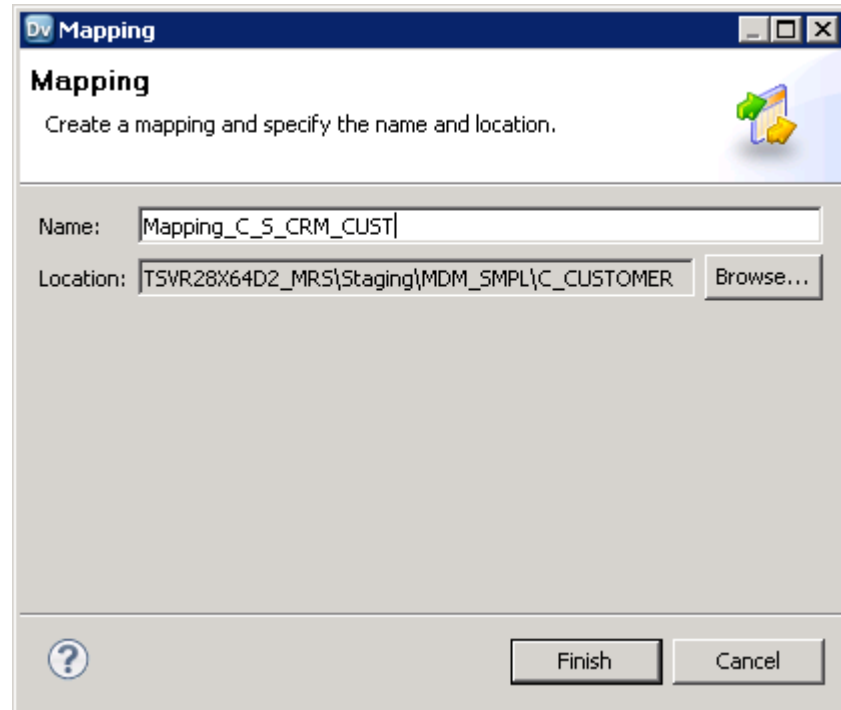 Dv Mapping
Mapping
Create a mapping and specify the name and location.
Name: Mapping_C_S_CRM_CUST
Location: TSVR28X64D2_MRS\Staging\MDM_SMPL\C_CUSTOMER Browse...
? Finish Cancel